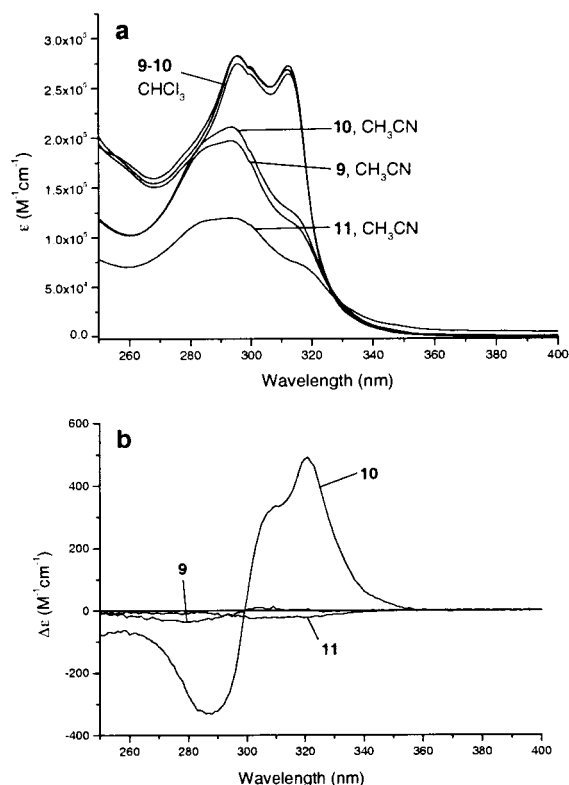 a
3.0x10⁵
2.5x10⁵
2.0x10⁵
1.5x10⁵
1.0x10⁵
5.0x10⁴
0.0
ε (M⁻¹cm⁻¹)
9-10
CHCl₃
10, CH₃CN
9, CH₃CN
11, CH₃CN
260 280 300 320 340 360 380 400
Wavelength (nm)
b
600
400
200
0
-200
-400
Δε (M⁻¹cm⁻¹)
10
9
11
260 280 300 320 340 360 380 400
Wavelength (nm)